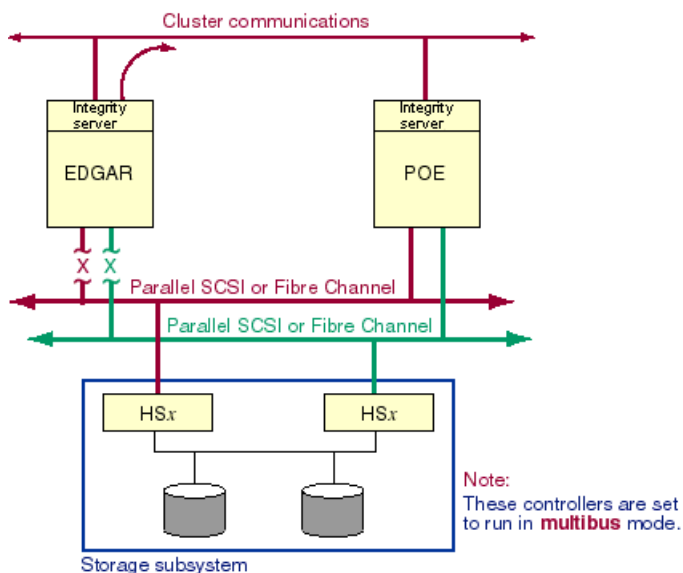 Cluster communications
Integrity
server
EDGAR
Integrity
server
POE
X X
Parallel SCSI or Fibre Channel
Parallel SCSI or Fibre Channel
HSx
HSx
Note:
These controllers are set
to run in multibus mode.
Storage subsystem